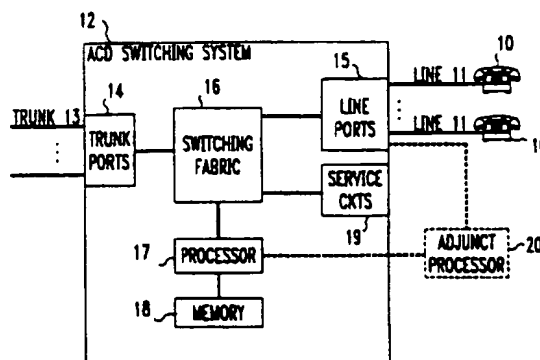 12
ACD SWITCHING SYSTEM
10
14
16
15
LINE 11
TRUNK 13
TRUNK
PORTS
SWITCHING
FABRIC
LINE
PORTS
LINE 11
SERVICE
CKTS
19
17
PROCESSOR
ADJUNCT
PROCESSOR
20
18
MEMORY